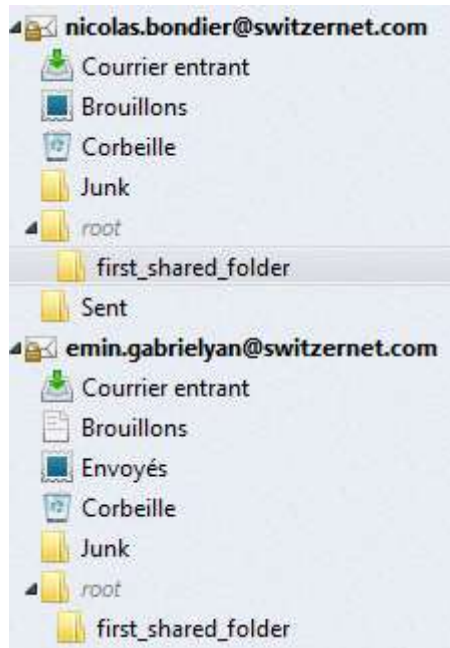 nicolas.bondier@switzernet.com
Courrier entrant
Brouillons
Corbeille
Junk
root
first_shared_folder
Sent
emin.gabrielyan@switzernet.com
Courrier entrant
Brouillons
Envoyés
Corbeille
Junk
root
first_shared_folder